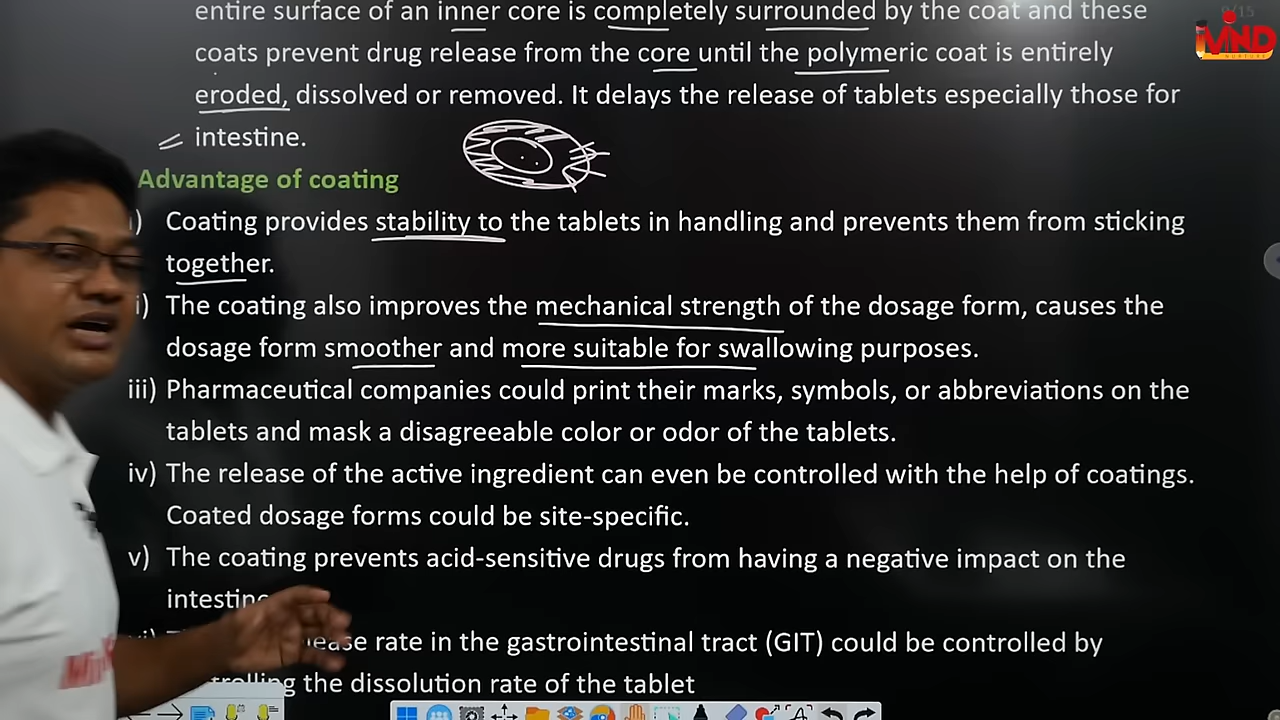 entire surface of an inner core is completely surrounded by the coat and these
coats prevent drug release from the core until the polymeric coat is entirely
eroded, dissolved or removed. It delays the release of tablets especially those for
intestine.
Advantage of coating
) Coating provides stability to the tablets in handling and prevents them from sticking
together.
i) The coating also improves the mechanical strength of the dosage form, causes the
dosage form smoother and more suitable for swallowing purposes.
iii) Pharmaceutical companies could print their marks, symbols, or abbreviations on the
tablets and mask a disagreeable color or odor of the tablets.
iv) The release of the active ingredient can even be controlled with the help of coatings.
Coated dosage forms could be site-specific.
v) The coating prevents acid-sensitive drugs from having a negative impact on the
rate in the gastrointestinal tract (GIT) could be controlled by
the dissolution rate of the tablet